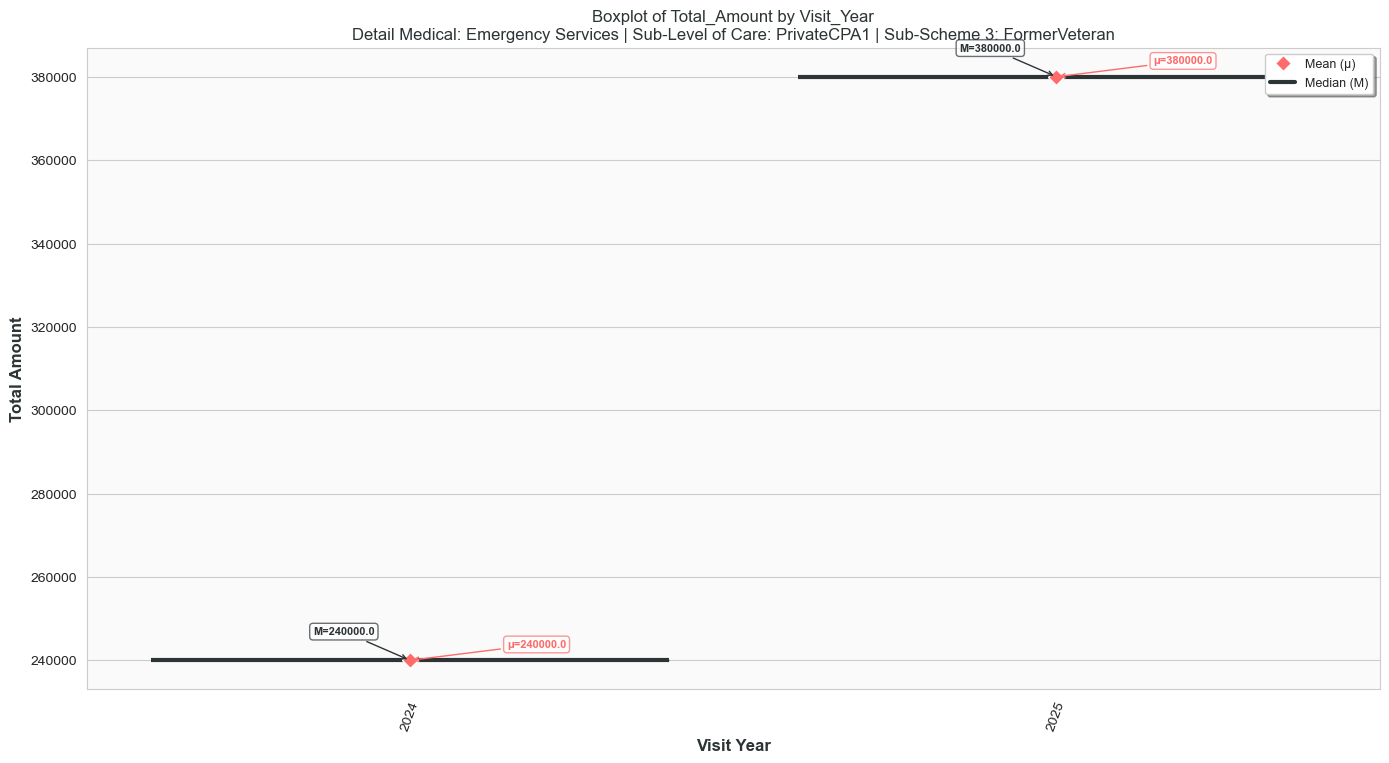 Boxplot of Total_Amount by Visit_Year
Detail Medical: Emergency Services | Sub-Level of Care: PrivateCPA1 | Sub-Scheme 3: FormerVeteran
M=380000.0
μ=380000.0
Mean (μ)
Median (M)
380000
360000
340000
320000
300000
280000
260000
240000
Total Amount
M=240000.0
μ=240000.0
2024
2025
Visit Year